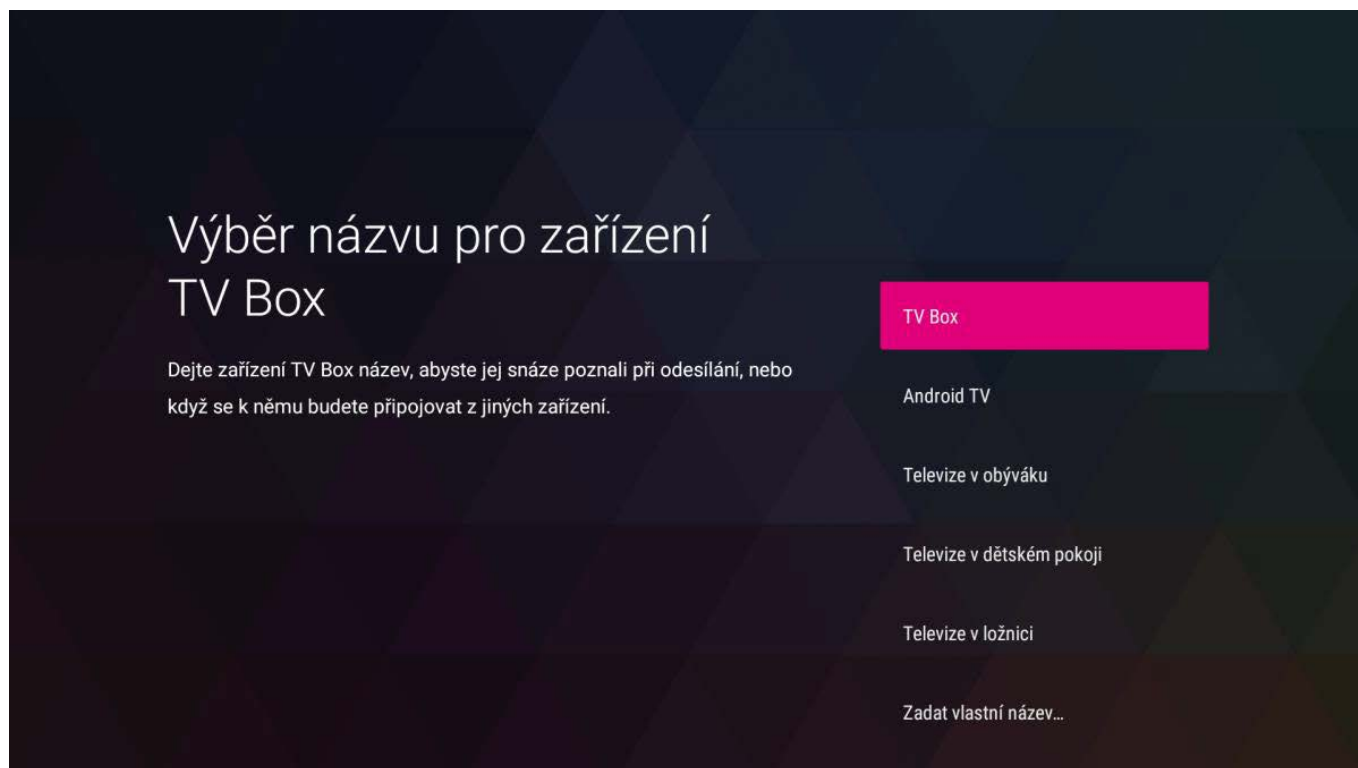 Výběr názvu pro zařízení
TV Box
Dejte zařízení TV Box název, abyste jej snáze poznali při odesílání, nebo
když se k němu budete připojovat z jiných zařízení.
TV Box
Android TV
Televize v obýváku
Televize v dětském pokoji
Televize v ložnici
Zadat vlastní název…